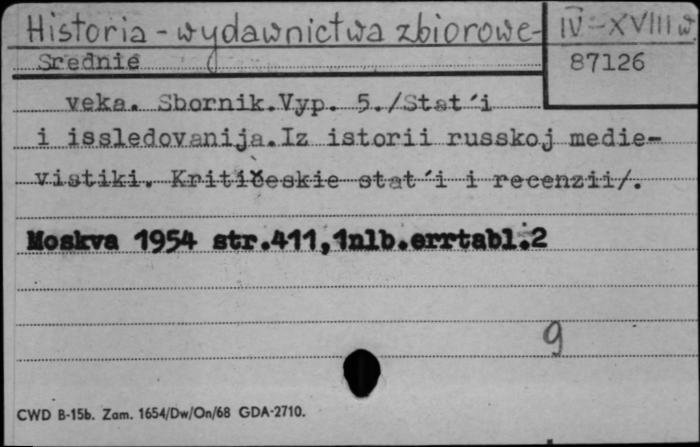 Historia - wydawnictwa zbiorowe- IV-XVIII w.
Srednie 87126
veka. Sbornik.Vyp. 5./Stat´i
i issledovanija.Iz istorii russkoj medie-
vistiki. Kritičeskie stat´i i recenzii/.
Moskva 1954 str.411,1nlb.errtabl.2
9
CWD B-15b. Zam. 1654/Dw/On/68 GDA-2710.